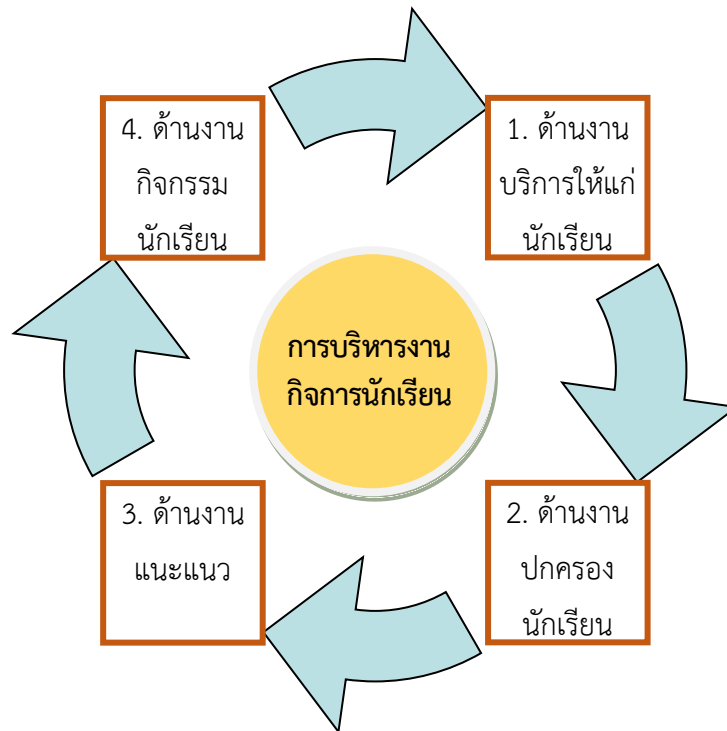 4. ด้านงาน
กิจกรรม
นักเรียน
1. ด้านงาน
บริการให้แก่
นักเรียน
การบริหารงาน
กิจการนักเรียน
3. ด้านงาน
แนะแนว
2. ด้านงาน
ปกครอง
นักเรียน